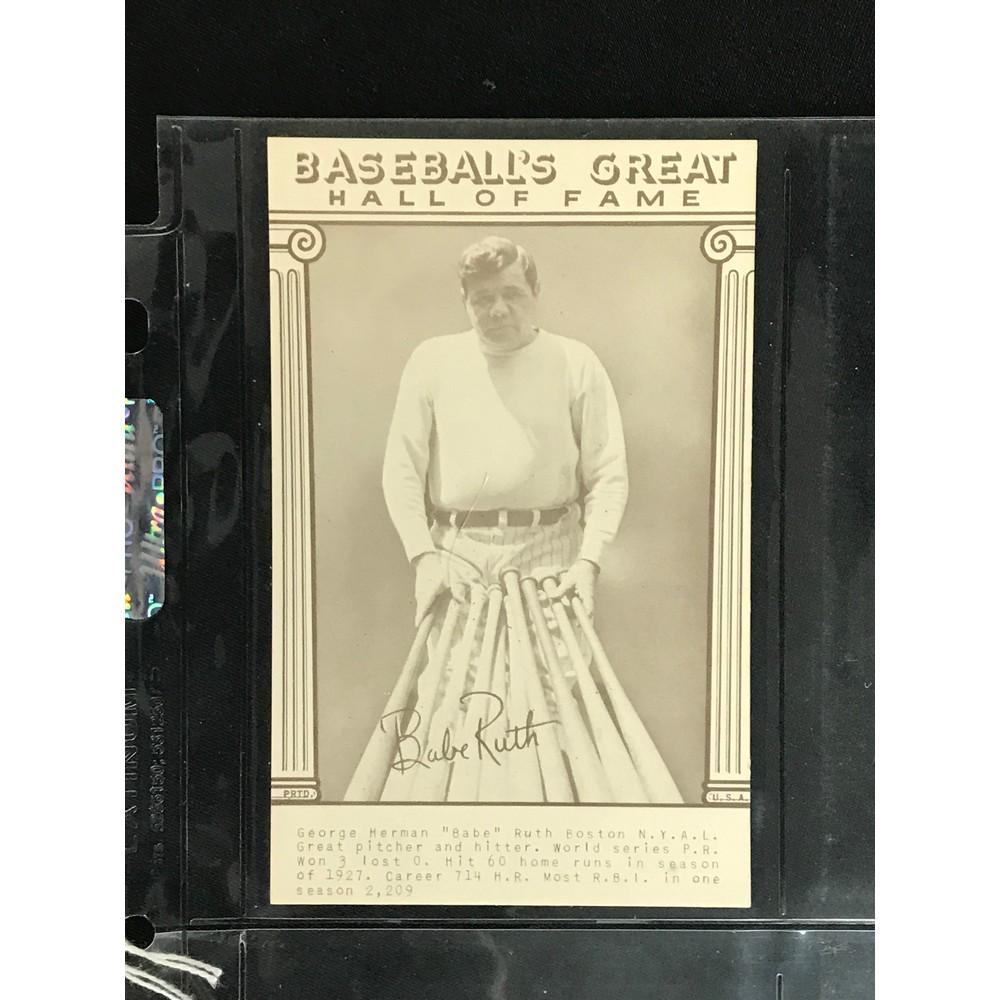 BASEBALL'S GREAT
HALL OF FAME
Babe Ruth
PRTD.
U.S.A.
George Herman "Babe" Ruth Boston N.Y.A.L.
Great pitcher and hitter. World series P.R.
Won 3 lost 0. Hit 60 home runs in season
of 1927. Career 714 H.R. Most R.B.I. in one
season 2,209